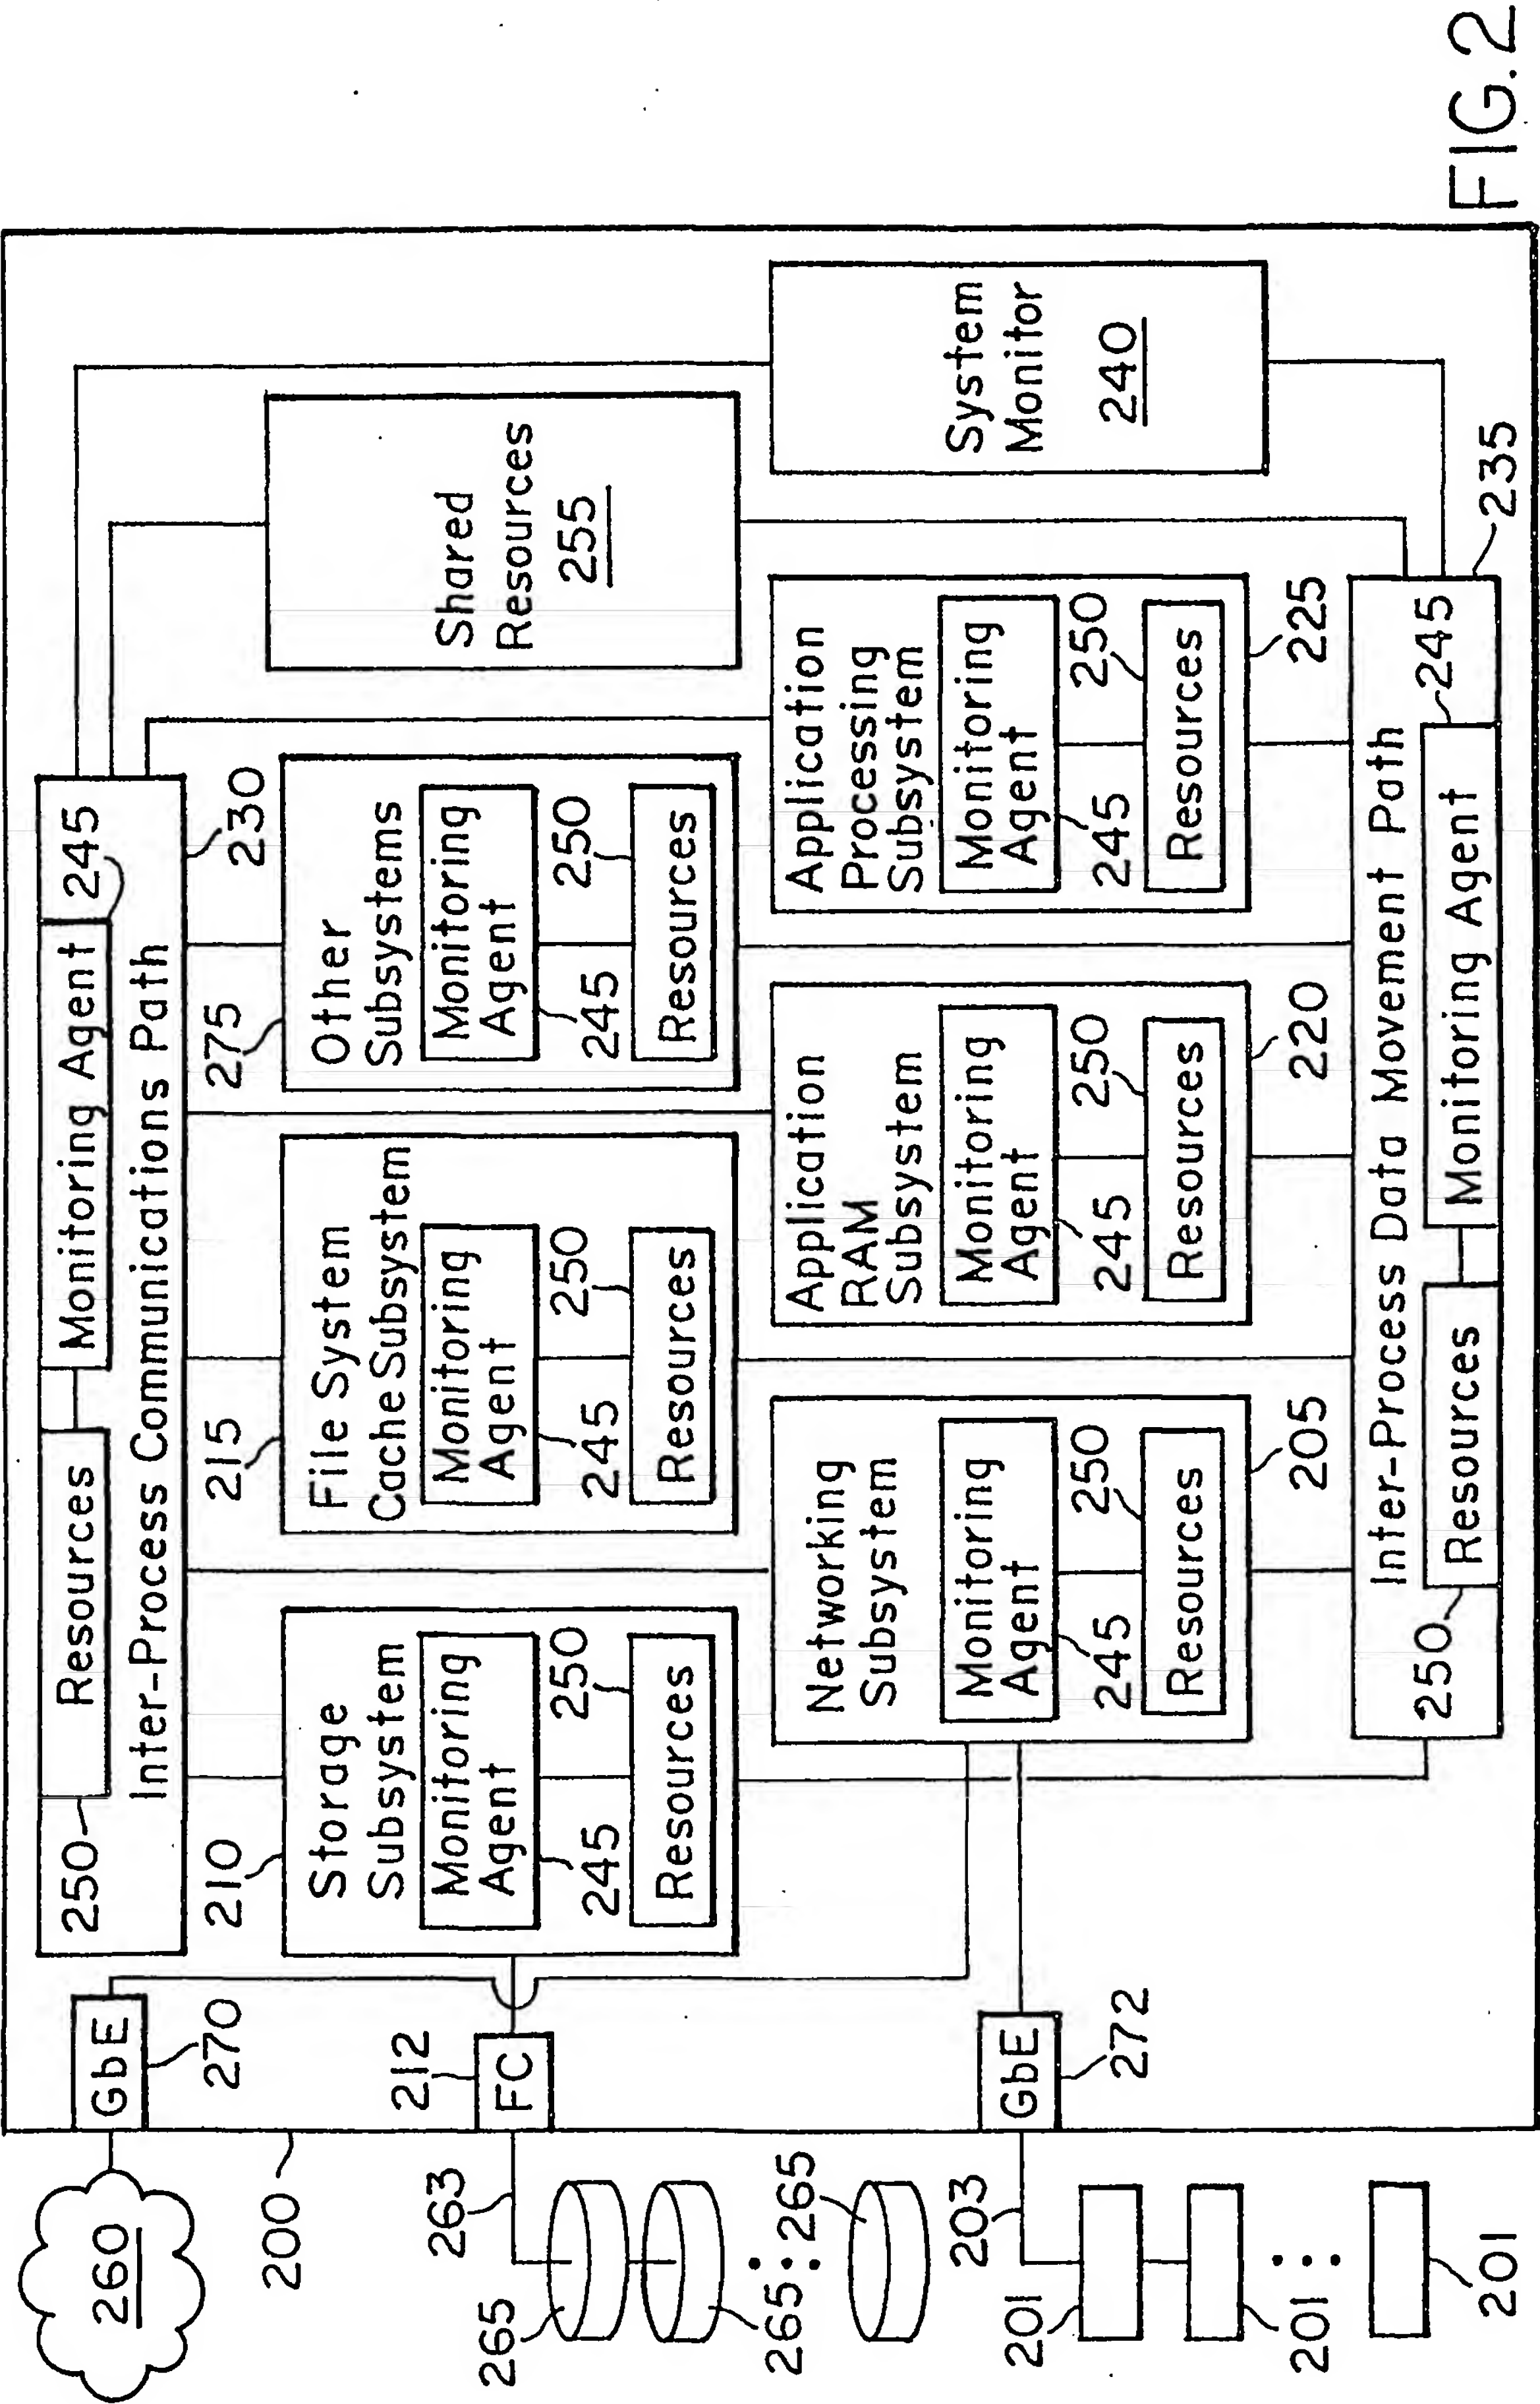 260
GbE
270
200
250
Resources
Monitoring Agent
245
Inter-Process Communications Path
230
210
Storage
Subsystem
Monitoring
Agent
245
250
Resources
215
File System
Cache Subsystem
Monitoring
Agent
245
250
Resources
275
Other
Subsystems
Monitoring
Agent
245
250
Resources
Shared
Resources
255
212
FC
263
265
265
265
Networking
Subsystem
Monitoring
Agent
245
250
Resources
205
Application
RAM
Subsystem
Monitoring
Agent
245
250
Resources
220
Application
Processing
Subsystem
Monitoring
Agent
245
250
Resources
225
System
Monitor
240
GbE
272
203
201
201
201
Inter-Process Data Movement Path
235
250
Resources
Monitoring Agent
245
FIG.2